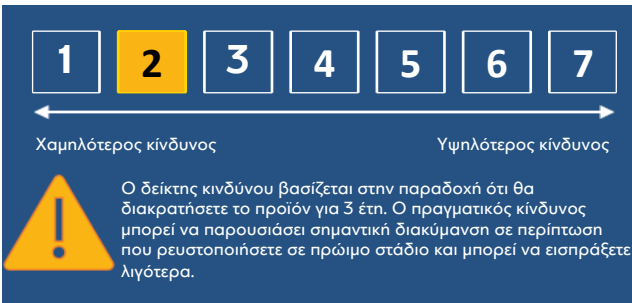 1 2 3 4 5 6 7
Χαμηλότερος κίνδυνος Υψηλότερος κίνδυνος
Ο δείκτης κινδύνου βασίζεται στην παραδοχή ότι θα
διακρατήσετε το προϊόν για 3 έτη. Ο πραγματικός κίνδυνος
μπορεί να παρουσιάσει σημαντική διακύμανση σε περίπτωση
που ρευστοποιήσετε σε πρώιμο στάδιο και μπορεί να εισπράξετε
λιγότερα.